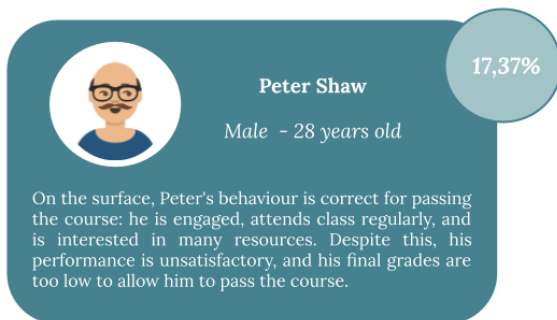 17,37%
Peter Shaw
Male - 28 years old
On the surface, Peter's behaviour is correct for passing
the course: he is engaged, attends class regularly, and
is interested in many resources. Despite this, his
performance is unsatisfactory, and his final grades are
too low to allow him to pass the course.